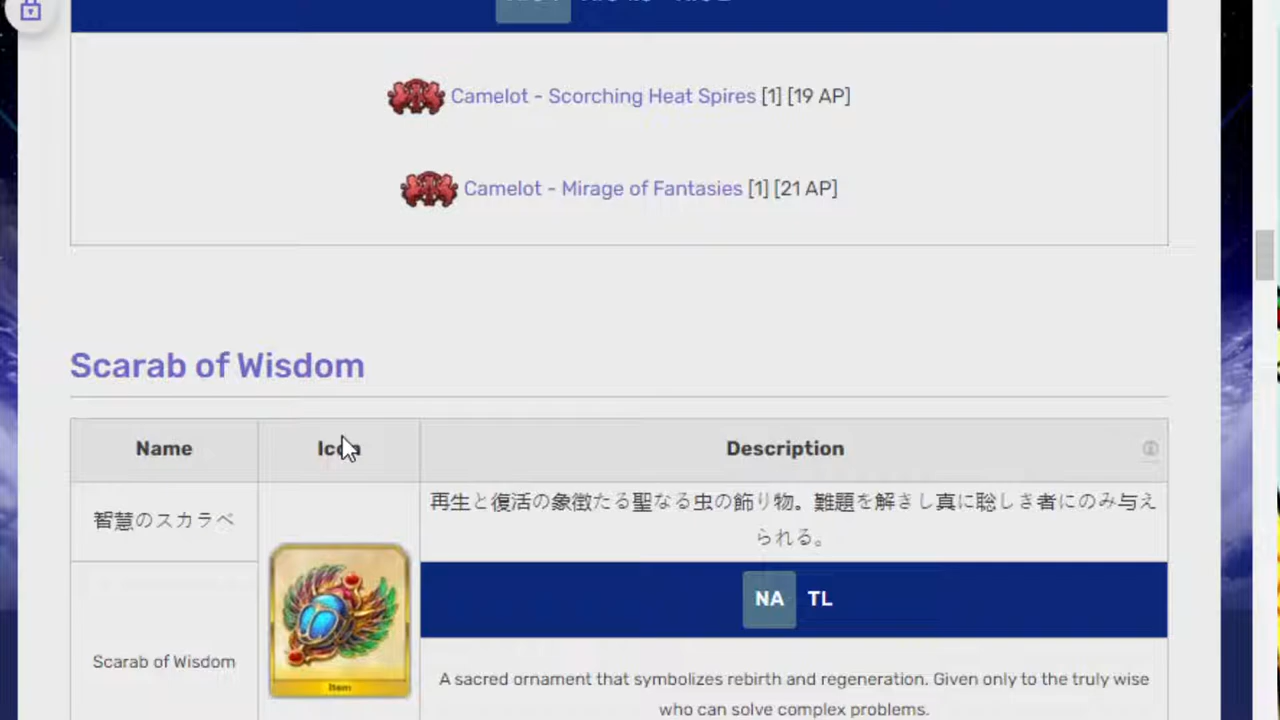 Camelot - Scorching Heat Spires [1] [19 AP]
Camelot - Mirage of Fantasies [1] [21 AP]
Scarab of Wisdom
Name Icon Description
智慧のスカラベ
再生と復活の象徴たる聖なる虫の飾り物。難題を解きし真に聡しき者にのみ与え
られる。
NA TL
Scarab of Wisdom
Item
A sacred ornament that symbolizes rebirth and regeneration. Given only to the truly wise
who can solve complex problems.